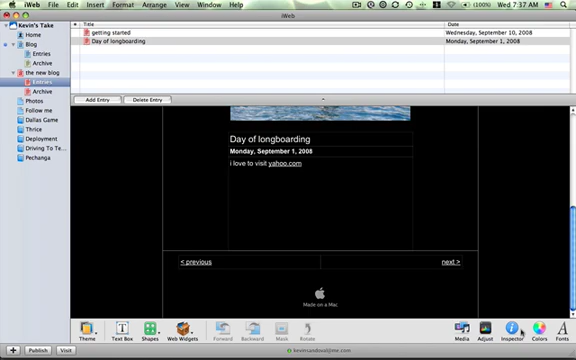 iWeb File Edit Insert Format Arrange View Window Help (100%) Wed 7:37 AM
iWeb
Kevin's Take
Home
Blog
Entries
Archive
the new blog
Entries
Archive
Photos
Follow me
Dallas Game
Thrice
Deployment
Driving To Te...
Pechanga
Title Date
getting started Wednesday, September 10, 2008
Day of longboarding Monday, September 1, 2008
Add Entry Delete Entry
Day of longboarding
Monday, September 1, 2008
i love to visit yahoo.com
< previous next >
Made on a Mac
Theme Text Box Shapes Web Widgets Forward Backward Mask Rotate Media Adjust Inspector Colors Fonts
+ Publish Visit kevinsandoval@me.com